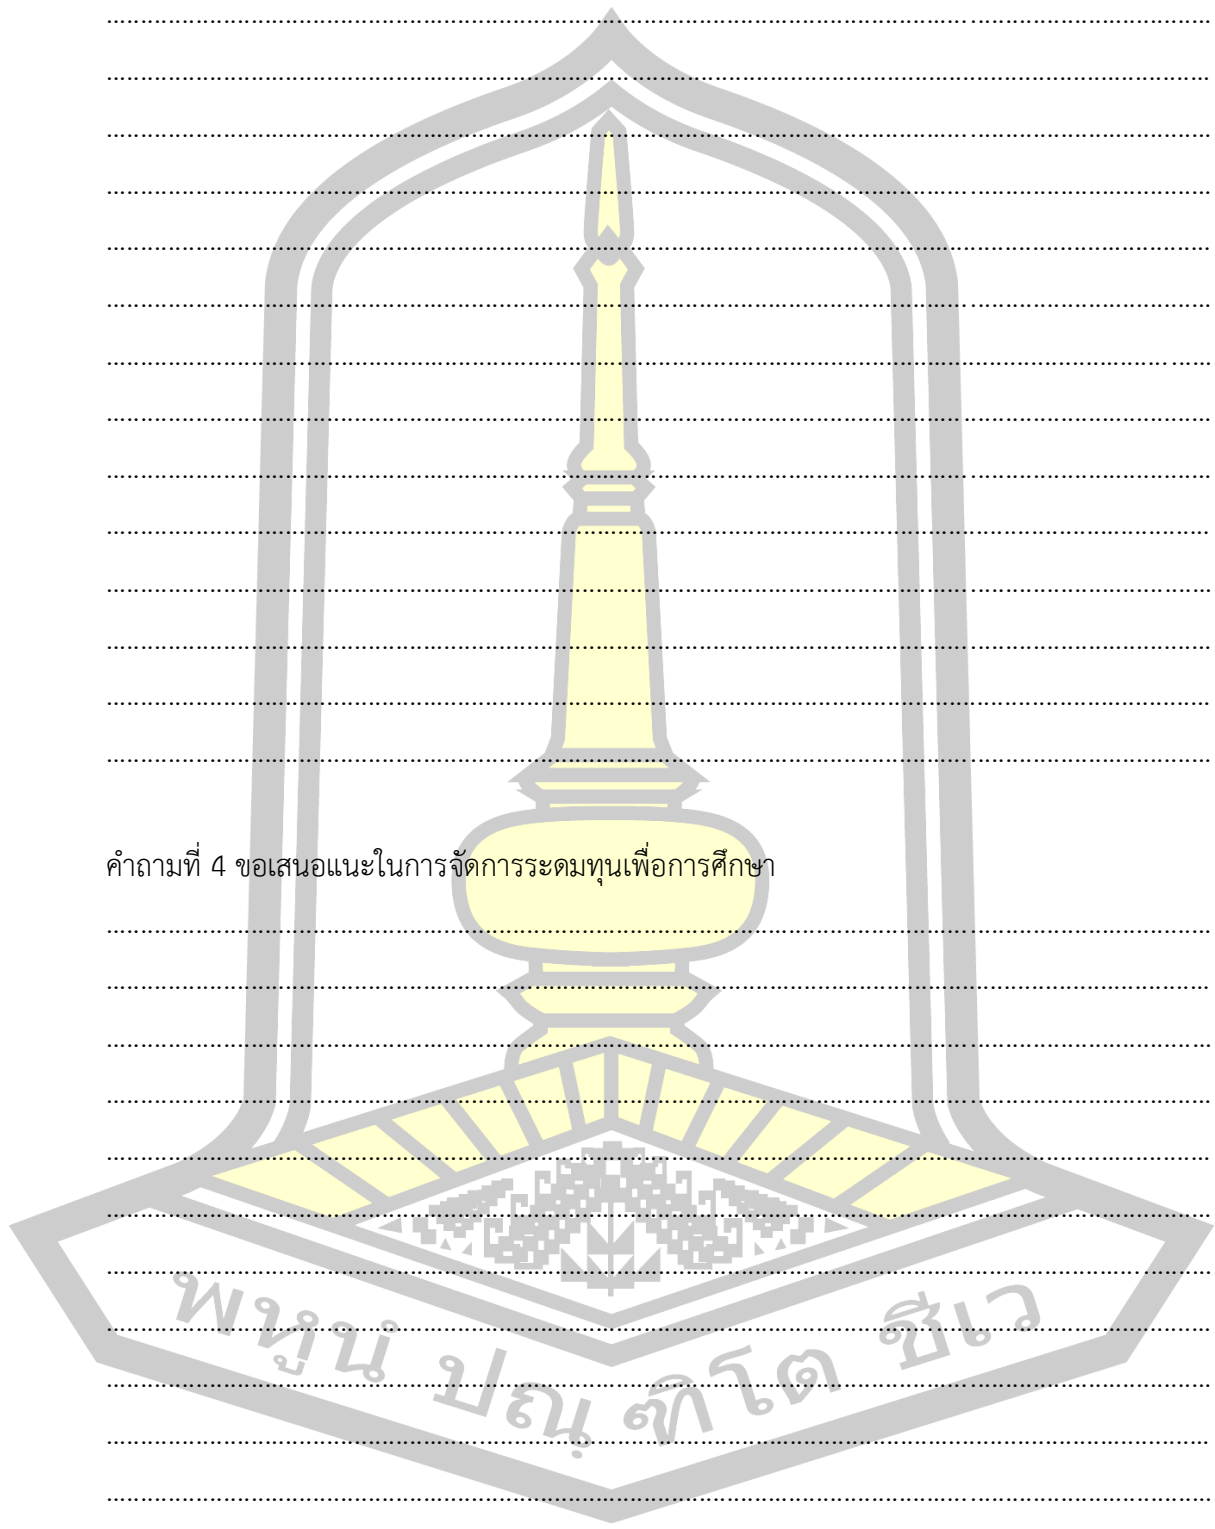 คำถามที่ 4 ขอเสนอแนะในการจัดการระดมทุนเพื่อการศึกษา
พหูนํ ปณฺฑิโต ชีเว